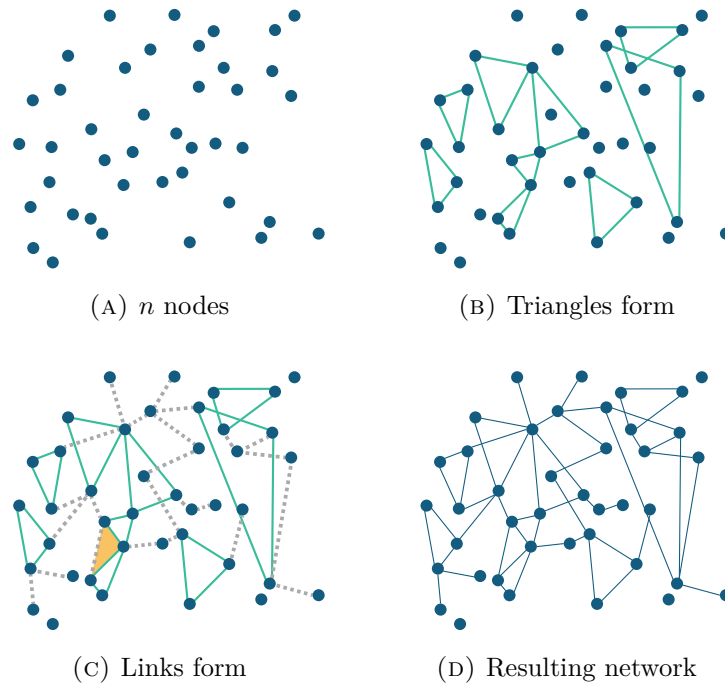 (A) n nodes
(B) Triangles form
(C) Links form
(D) Resulting network